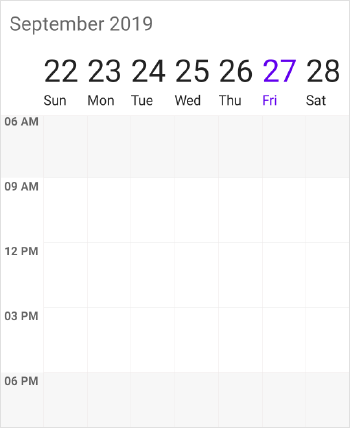 September 2019
22 23 24 25 26 27 28
Sun Mon Tue Wed Thu Fri Sat
06 AM
09 AM
12 PM
03 PM
06 PM